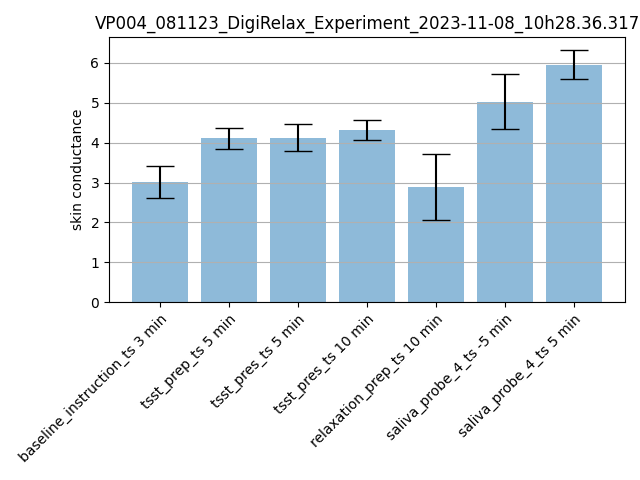 VP004_081123_DigiRelax_Experiment_2023-11-08_10h28.36.317
skin conductance
6
5
4
3
2
1
0
baseline_instruction_ts 3 min
tsst_prep_ts 5 min
tsst_pres_ts 5 min
tsst_pres_ts 10 min
relaxation_prep_ts 10 min
saliva_probe_4_ts -5 min
saliva_probe_4_ts 5 min